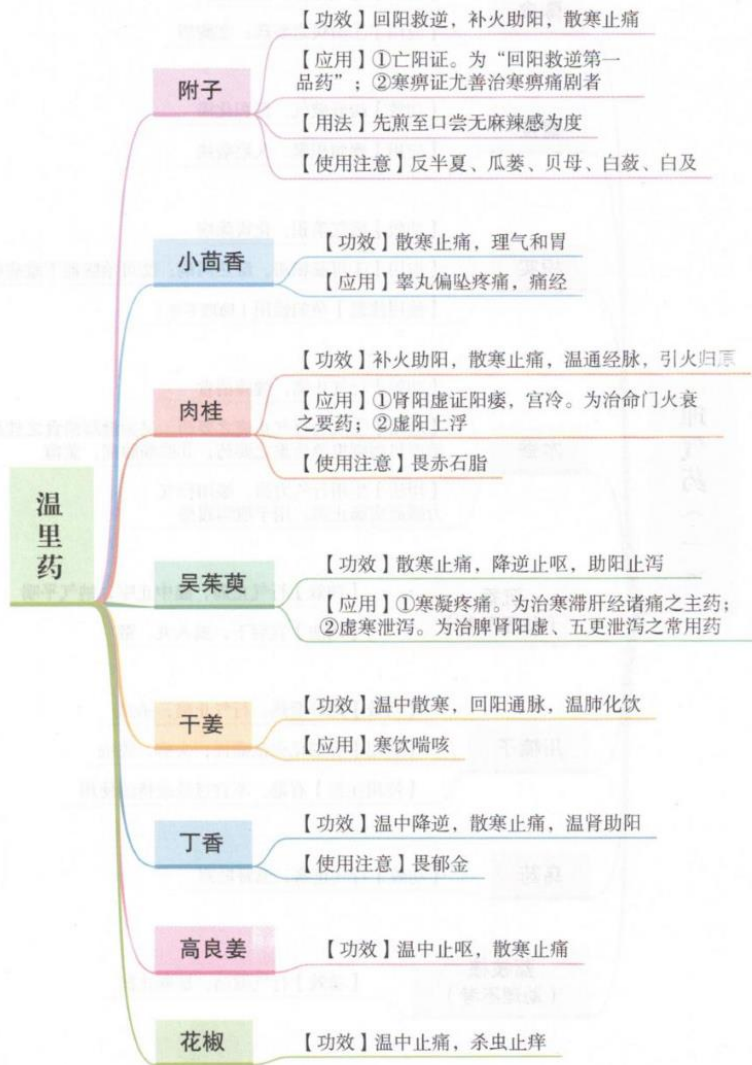 温里药
附子
【功效】回阳救逆，补火助阳，散寒止痛
【应用】①亡阳证。为“回阳救逆第一
品药”；②寒痹证尤善治寒痹痛剧者
【用法】先煎至口尝无麻辣感为度
【使用注意】反半夏、瓜蒌、贝母、白蔹、白及
小茴香
【功效】散寒止痛，理气和胃
【应用】睾丸偏坠疼痛，痛经
肉桂
【功效】补火助阳，散寒止痛，温通经脉，引火归原
【应用】①肾阳虚证阳痿，宫冷。为治命门火衰
之要药；②虚阳上浮
【使用注意】畏赤石脂
吴茱萸
【功效】散寒止痛，降逆止呕，助阳止泻
【应用】①寒凝疼痛。为治寒滞肝经诸痛之主药；
②虚寒泄泻。为治脾肾阳虚、五更泄泻之常用药
干姜
【功效】温中散寒，回阳通脉，温肺化饮
【应用】寒饮喘咳
丁香
【功效】温中降逆，散寒止痛，温肾助阳
【使用注意】畏郁金
高良姜
【功效】温中止呕，散寒止痛
花椒
【功效】温中止痛，杀虫止痒